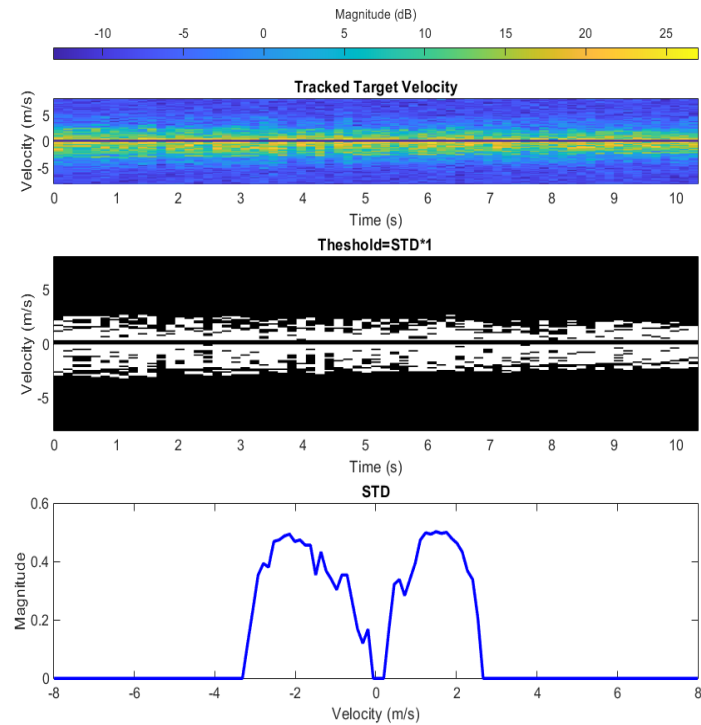 Magnitude (dB)
-10 -5 0 5 10 15 20 25
Tracked Target Velocity
Velocity (m/s)
5
0
-5
0 1 2 3 4 5 6 7 8 9 10
Time (s)
Theshold=STD*1
Velocity (m/s)
5
0
-5
0 1 2 3 4 5 6 7 8 9 10
Time (s)
STD
Magnitude
0.6
0.4
0.2
0
-8 -6 -4 -2 0 2 4 6 8
Velocity (m/s)